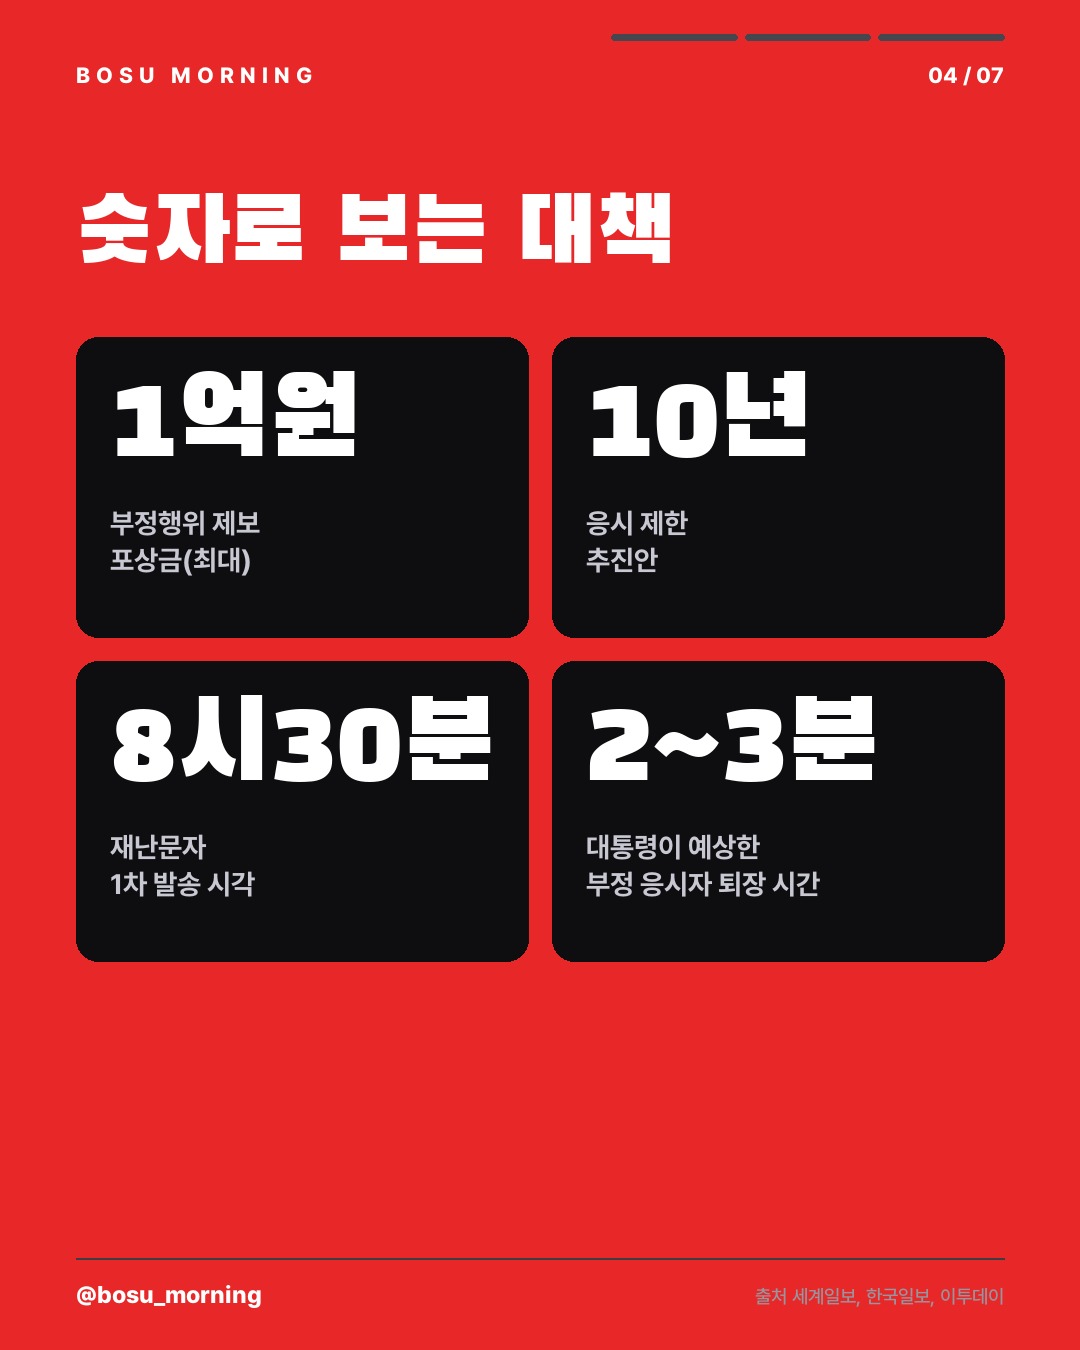 BOSU MORNING
04 / 07
숫자로 보는 대책
1억원
부정행위 제보
포상금(최대)
10년
응시 제한
추진안
8시30분
재난문자
1차 발송 시각
2~3분
대통령이 예상한
부정 응시자 퇴장 시간
@bosu_morning
출처 세계일보, 한국일보, 이투데이